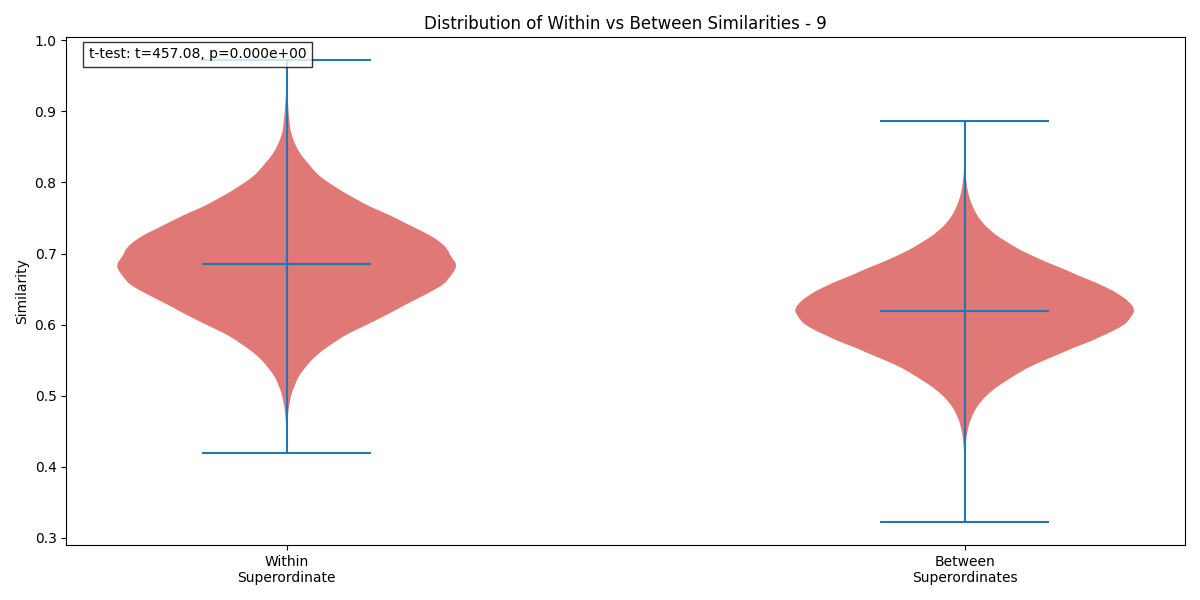 Distribution of Within vs Between Similarities - 9
t-test: t=457.08, p=0.000e+00
Similarity
1.0
0.9
0.8
0.7
0.6
0.5
0.4
0.3
Within
Superordinate
Between
Superordinates